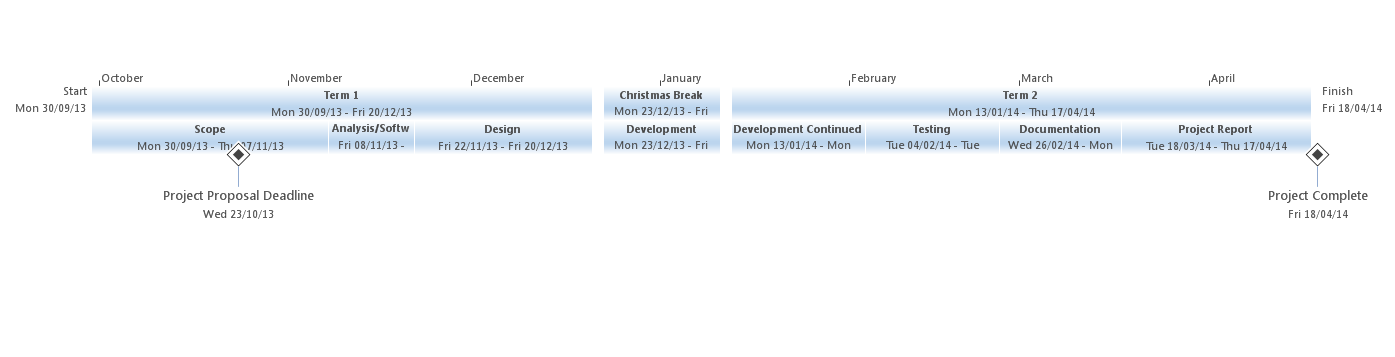 October November December January February March April
Start
Mon 30/09/13
Finish
Fri 18/04/14
Term 1
Mon 30/09/13 - Fri 20/12/13
Christmas Break
Mon 23/12/13 - Fri
Term 2
Mon 13/01/14 - Thu 17/04/14
Scope
Mon 30/09/13 - Thu 07/11/13
Analysis/Softw
Fri 08/11/13 -
Design
Fri 22/11/13 - Fri 20/12/13
Development
Mon 23/12/13 - Fri
Development Continued
Mon 13/01/14 - Mon
Testing
Tue 04/02/14 - Tue
Documentation
Wed 26/02/14 - Mon
Project Report
Tue 18/03/14 - Thu 17/04/14
Project Proposal Deadline
Wed 23/10/13
Project Complete
Fri 18/04/14